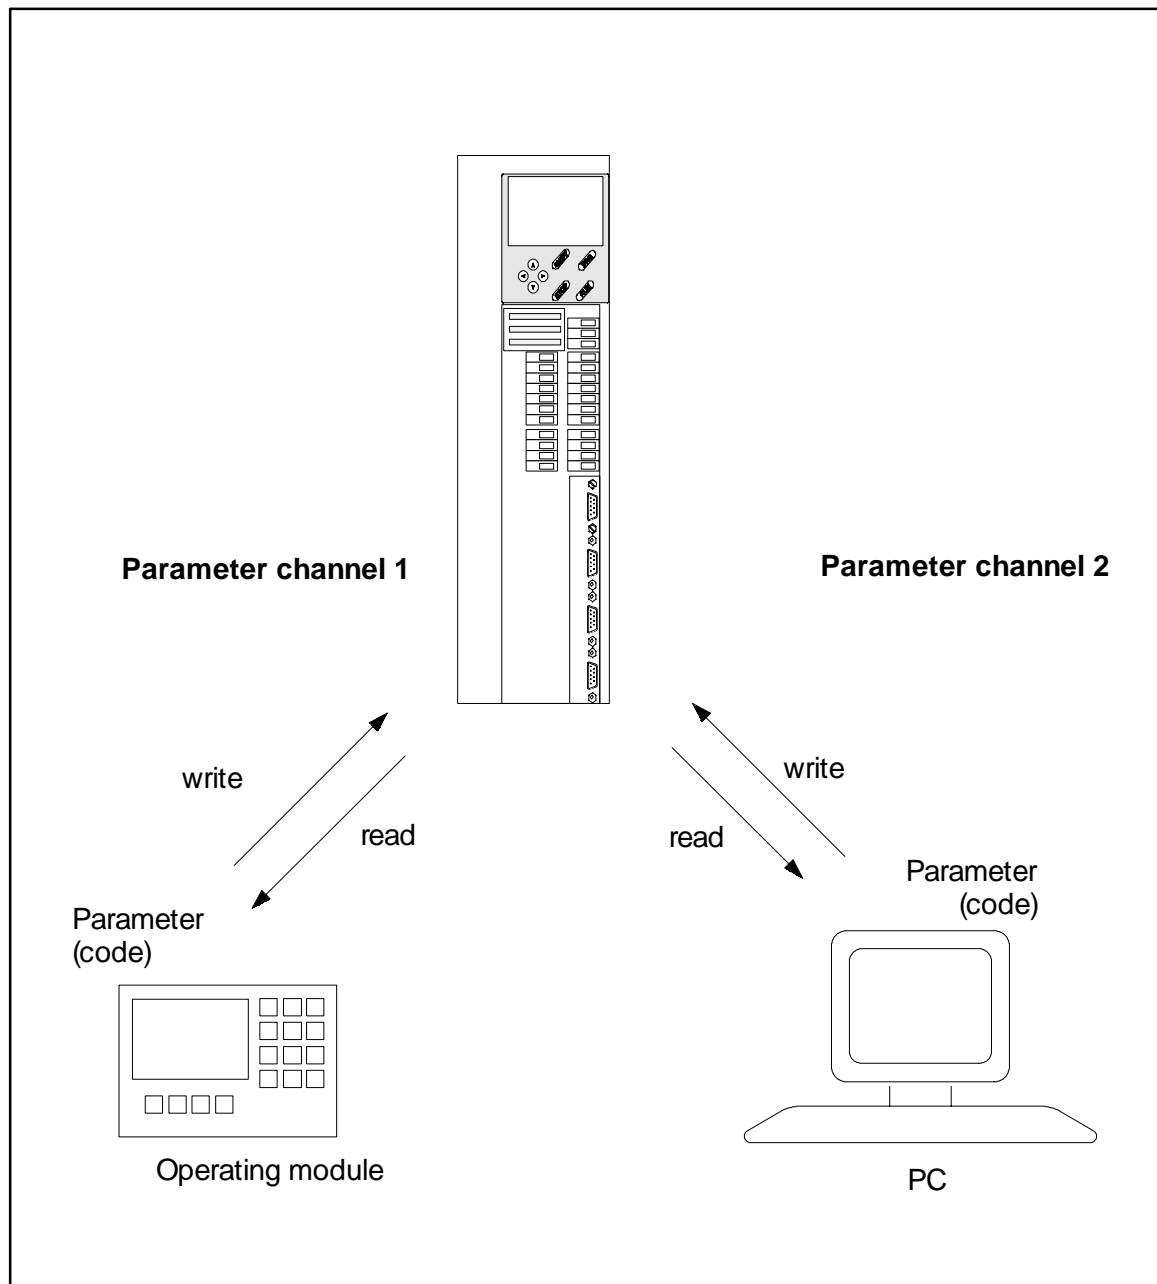 Parameter channel 1
Parameter channel 2
write
read
write
read
Parameter
(code)
Parameter
(code)
Operating module
PC